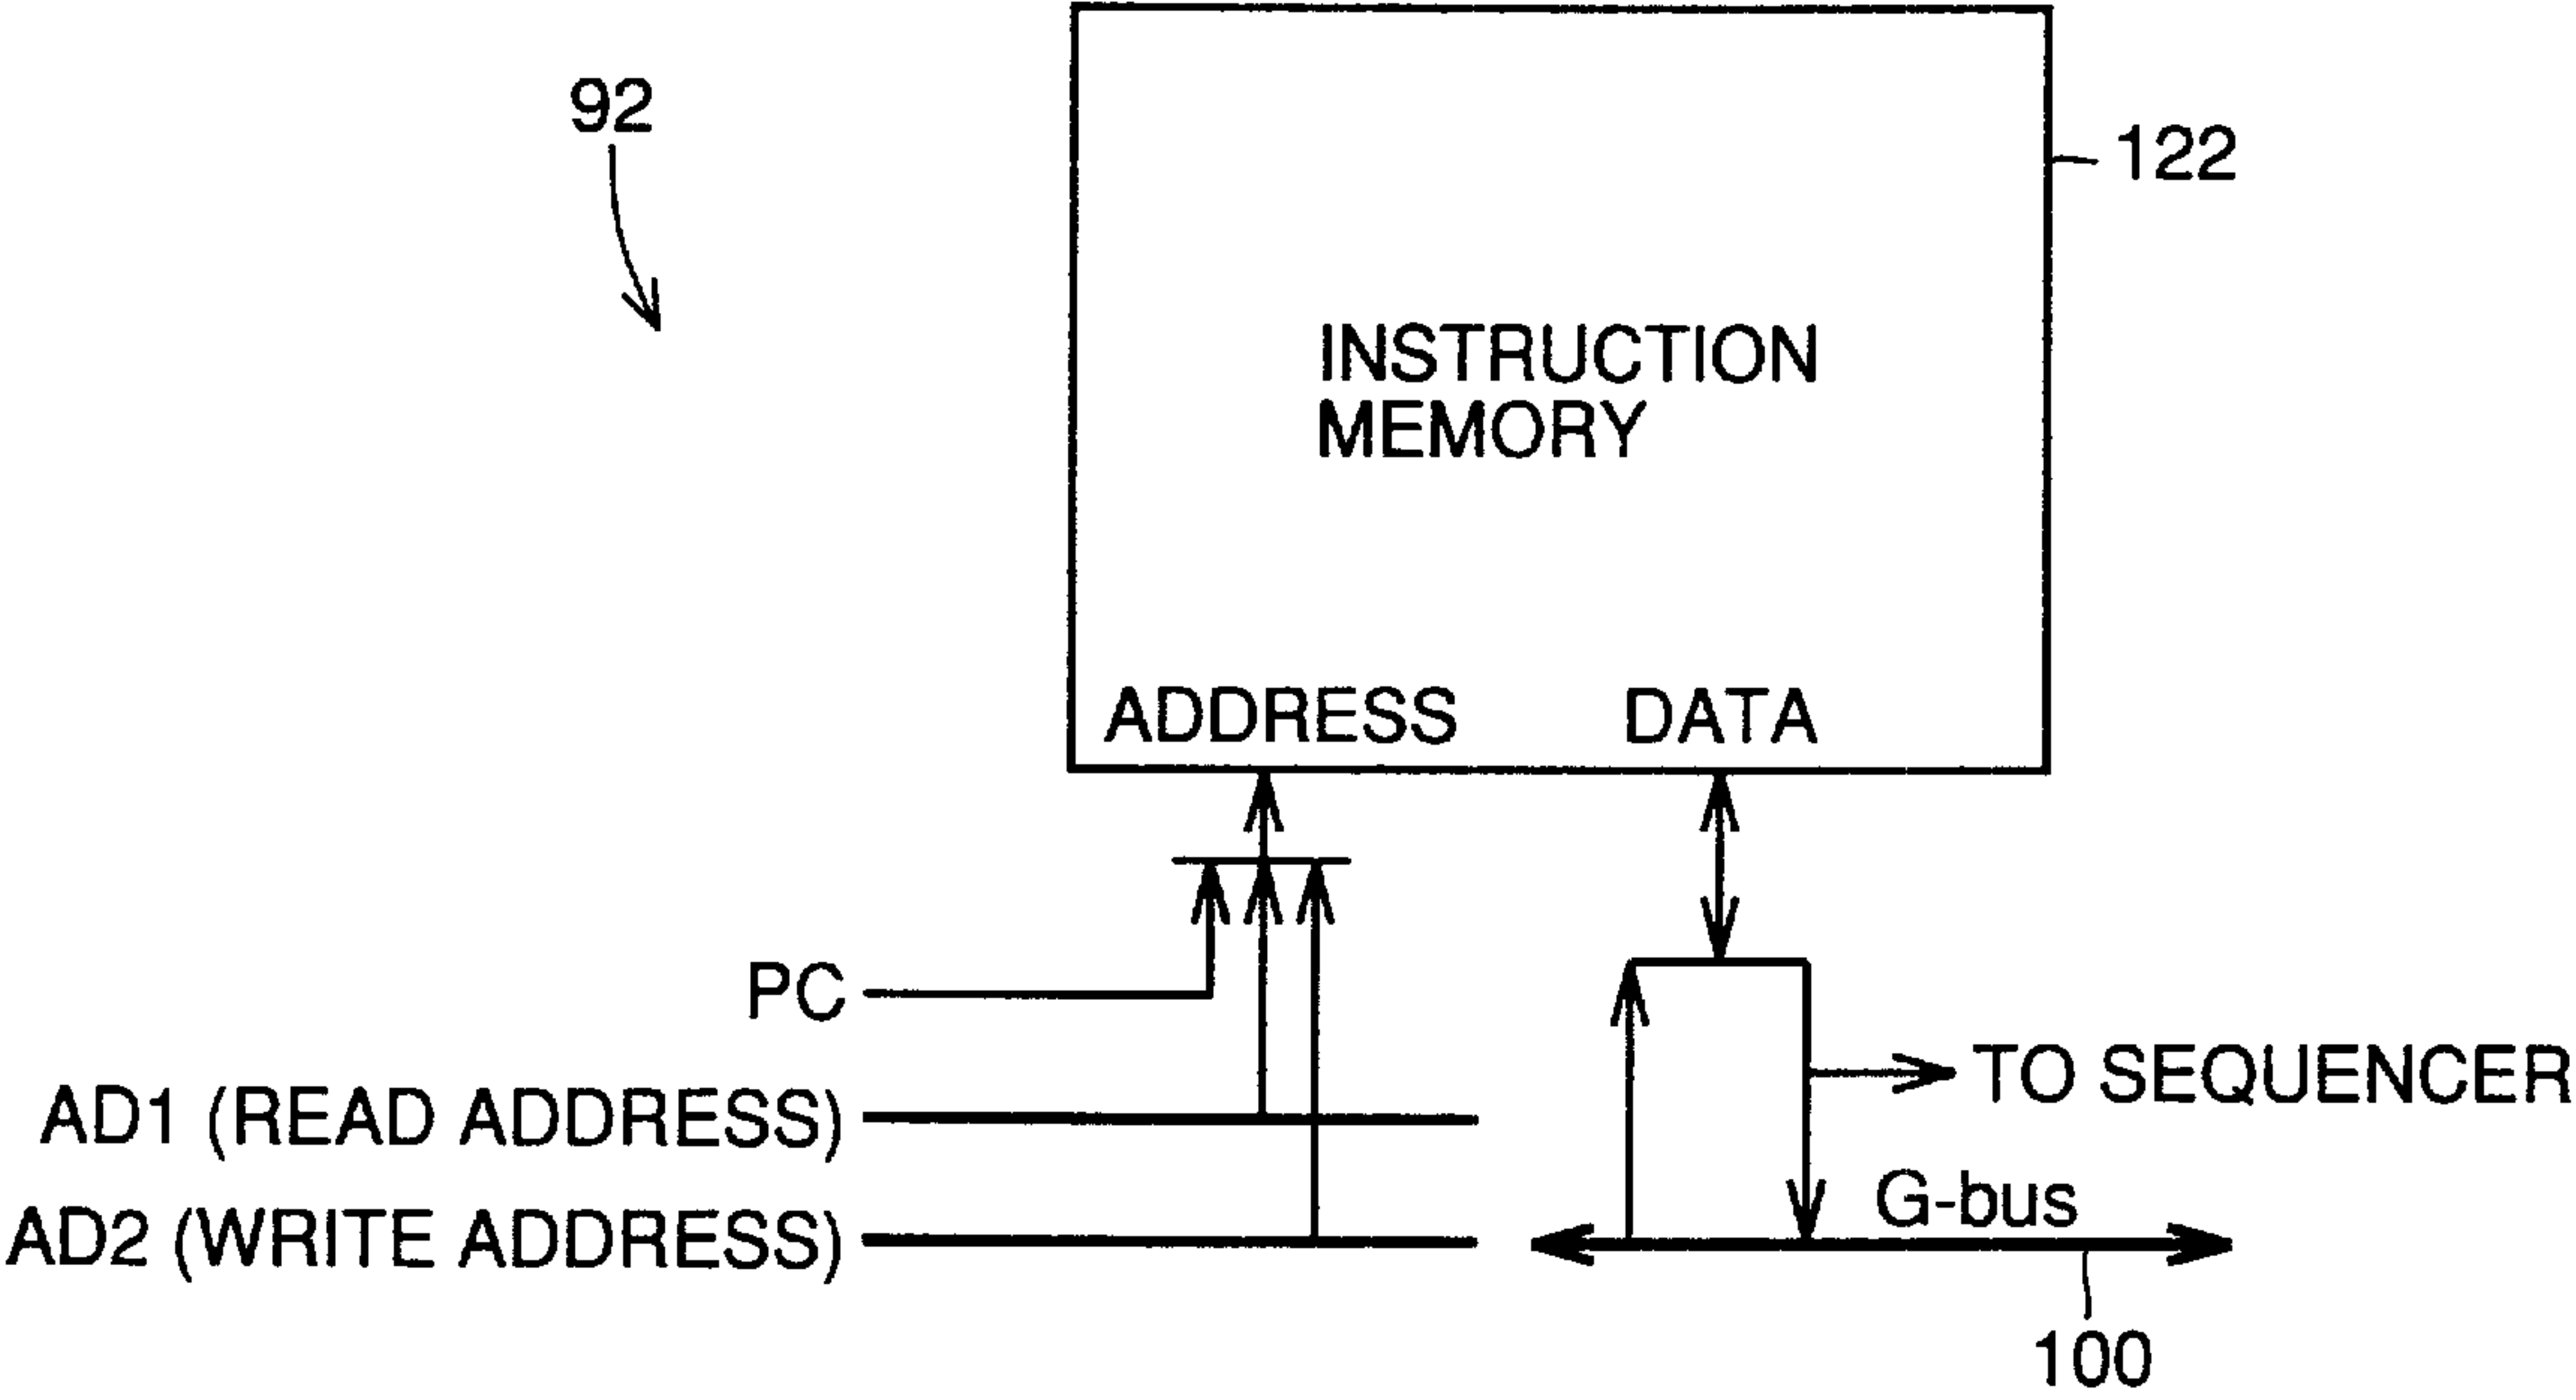 92
122
INSTRUCTION
MEMORY
ADDRESS DATA
PC
TO SEQUENCER
AD1 (READ ADDRESS)
G-bus
AD2 (WRITE ADDRESS)
100